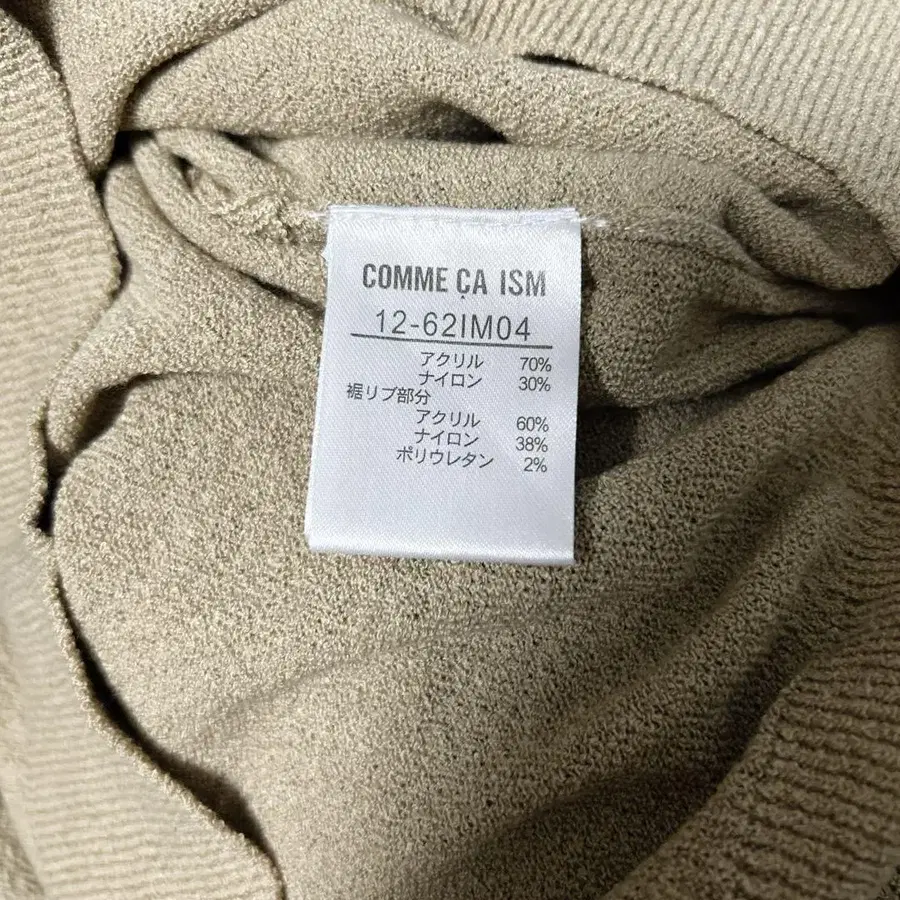 COMME ÇA ISM
12-62IM04
アクリル 70%
ナイロン 30%
裾リブ部分
アクリル 60%
ナイロン 38%
ポリウレタン 2%